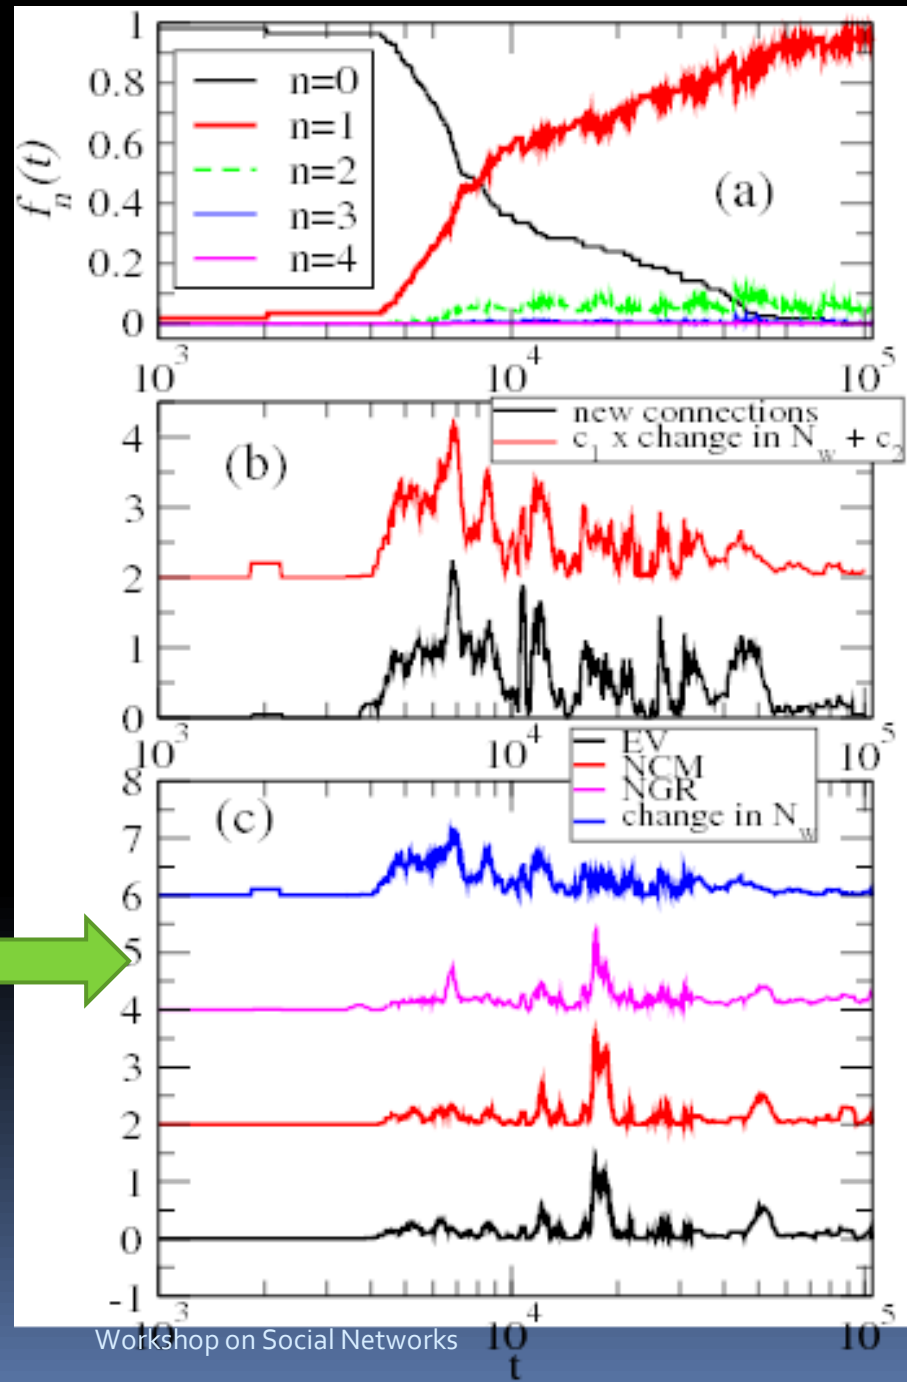 1
0.8
0.6
0.4
0.2
0
f_n(t)
n=0
n=1
n=2
n=3
n=4
(a)
10^3 10^4 10^5
new connections
c_1 x change in N_w + c_2
(b)
4
3
2
1
0
10^3 10^4 10^5
EV
NCM
NGR
change in N_w
(c)
8
7
6
5
4
3
2
1
0
-1
10^3 10^4 10^5
t
Workshop on Social Networks